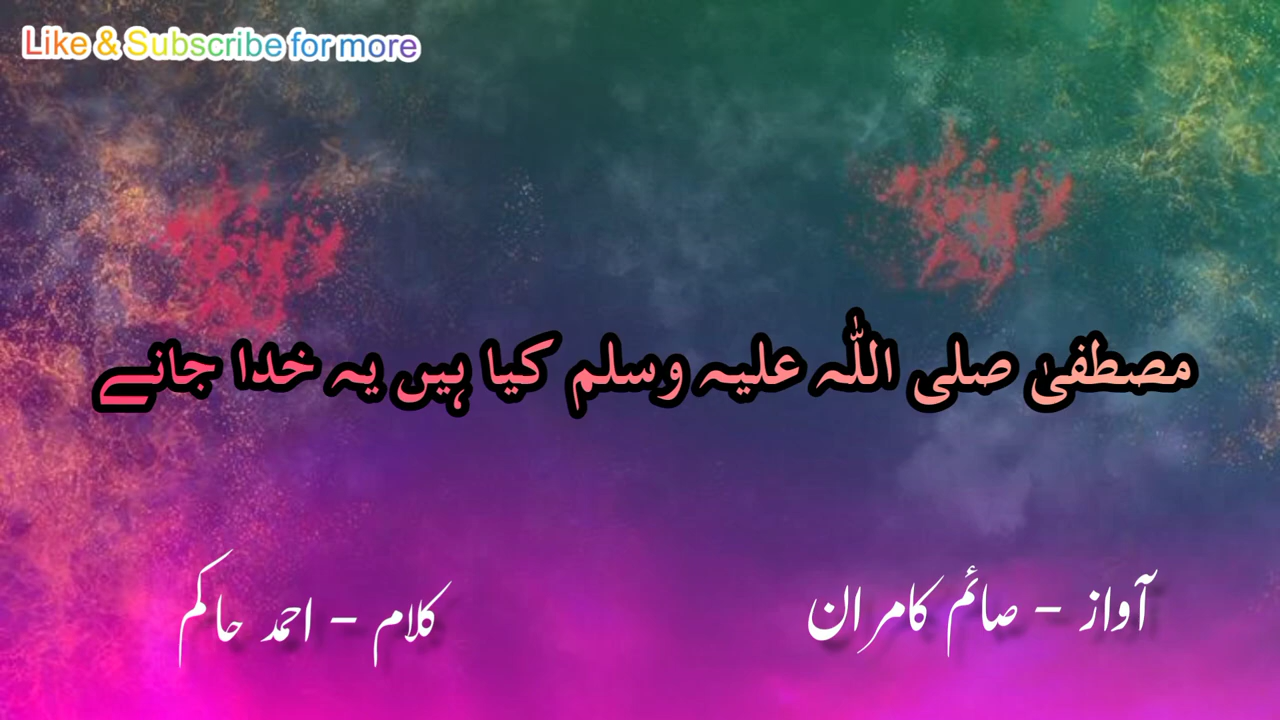 Like & Subscribe for more
مصطفیٰ صلی اللّٰہ علیہ وسلم کیا ہیں یہ خدا جانے
آواز - صائم کامران
کلام - احمد حاکم